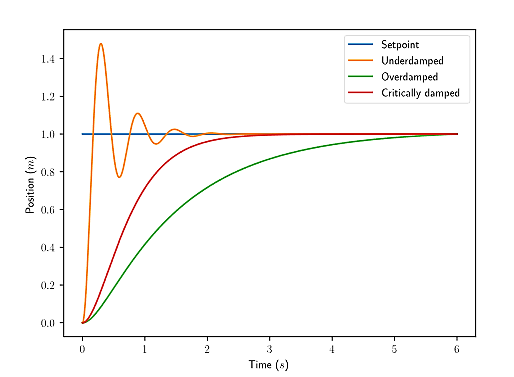 Setpoint
Underdamped
Overdamped
Critically damped
1.4
1.2
1.0
0.8
0.6
0.4
0.2
0.0
Position (m)
0 1 2 3 4 5 6
Time (s)